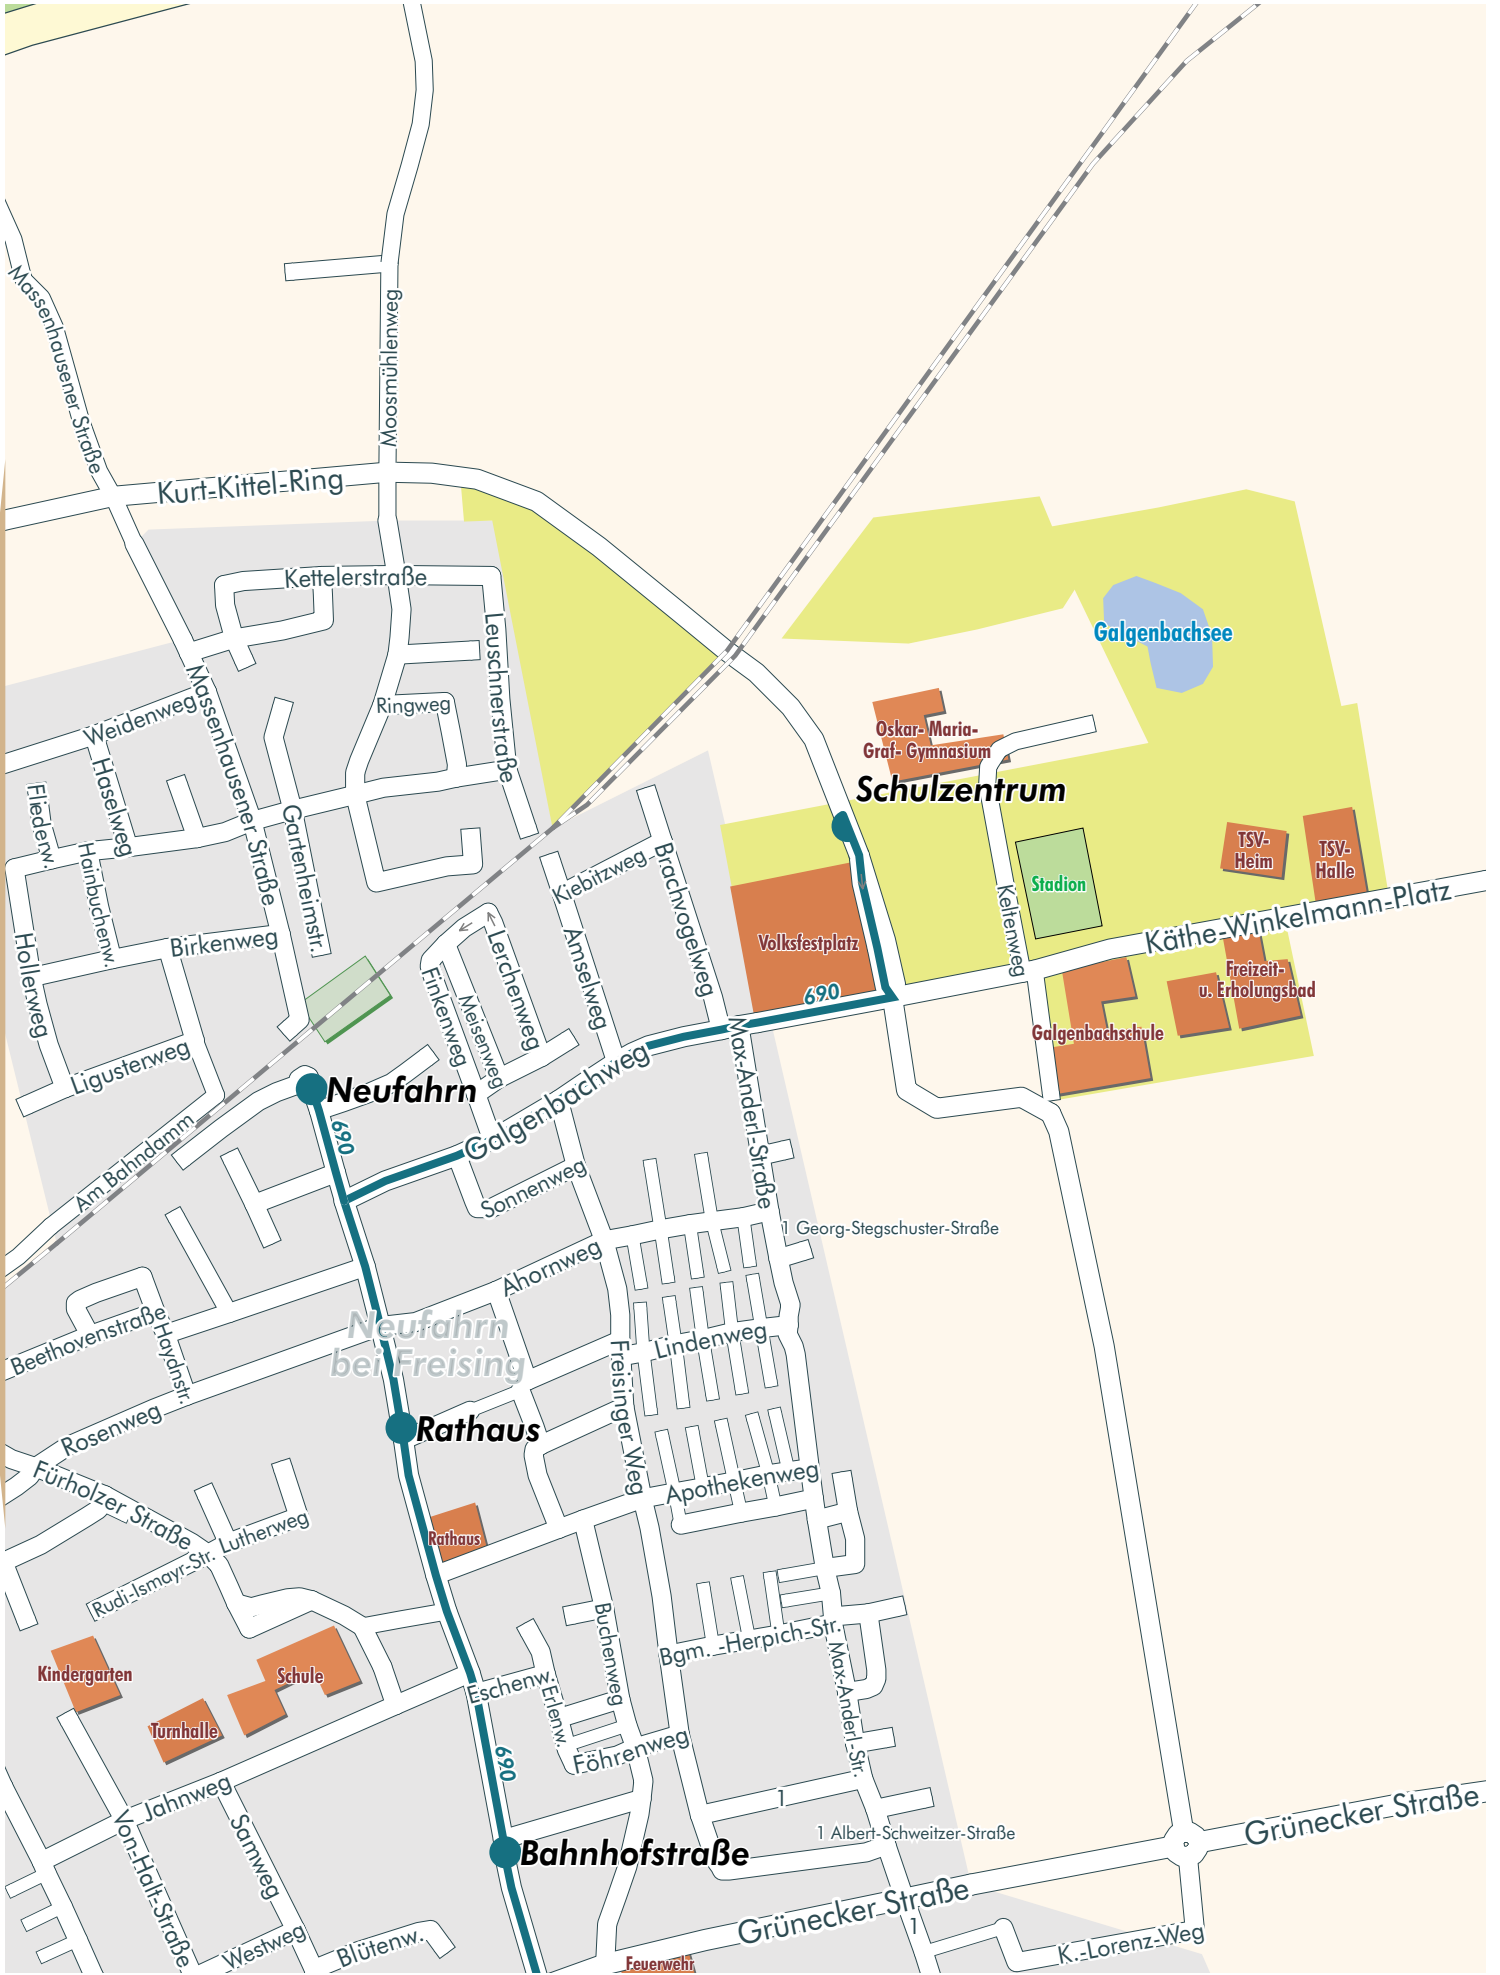 Massenhausener Straße
Moosmühlenweg
Kurt-Kittel-Ring
Kettelerstraße
Leuschnerstraße
Galgenbachsee
Massenhausener Straße
Weidenweg
Ringweg
Oskar- Maria-
Graf- Gymnasium
Schulzentrum
Haselweg
Fliederw.
Hainbuchenw.
Gartenheimstr.
Kiebitzweg
Brachvogelweg
TSV-
Heim
TSV-
Halle
Stadion
Keltenweg
Käthe-Winkelmann-Platz
Volksfestplatz
Birkenweg
Hollerweg
Lerchenweg
Amselweg
Finkenweg
Meisenweg
690
Freizeit-
u. Erholungsbad
Galgenbachschule
Ligusterweg
Neufahrn
690
Galgenbachweg
Max-Anderl-Straße
Am Bahndamm
Sonnenweg
1 Georg-Stegschuster-Straße
Ahornweg
Neufahrn
bei Freising
Beethovenstraße
Haydnstr.
Lindenweg
Freisinger Weg
Rosenweg
Rathaus
Fürholzer Straße
Apothekenweg
Rathaus
Rudi-Ismayr-Str.
Lutherweg
Buchenweg
Bgm. -Herpich-Str.
Max-Anderl-Str.
Kindergarten
Schule
Turnhalle
Eschenw.
Erlenw.
Föhrenweg
690
Jahnweg
1
Von-Halt-Straße
Samweg
1 Albert-Schweitzer-Straße
Grünecker Straße
Bahnhofstraße
Grünecker Straße
1
Westweg
Blütenw.
K.-Lorenz-Weg
Feuerwehr